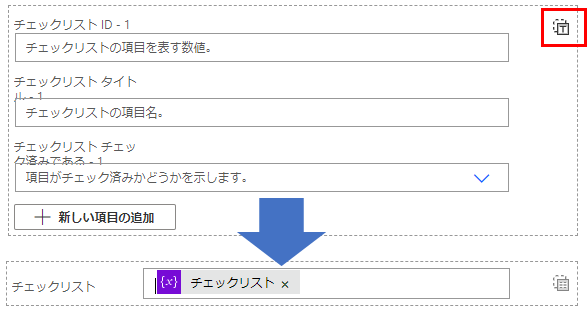 チェックリスト ID - 1
チェックリストの項目を表す数値。
チェックリスト タイト
ル - 1
チェックリストの項目名。
チェックリスト チェッ
ク済みである - 1
項目がチェック済みかどうかを示します。
新しい項目の追加
チェックリスト
{x} チェックリスト ×